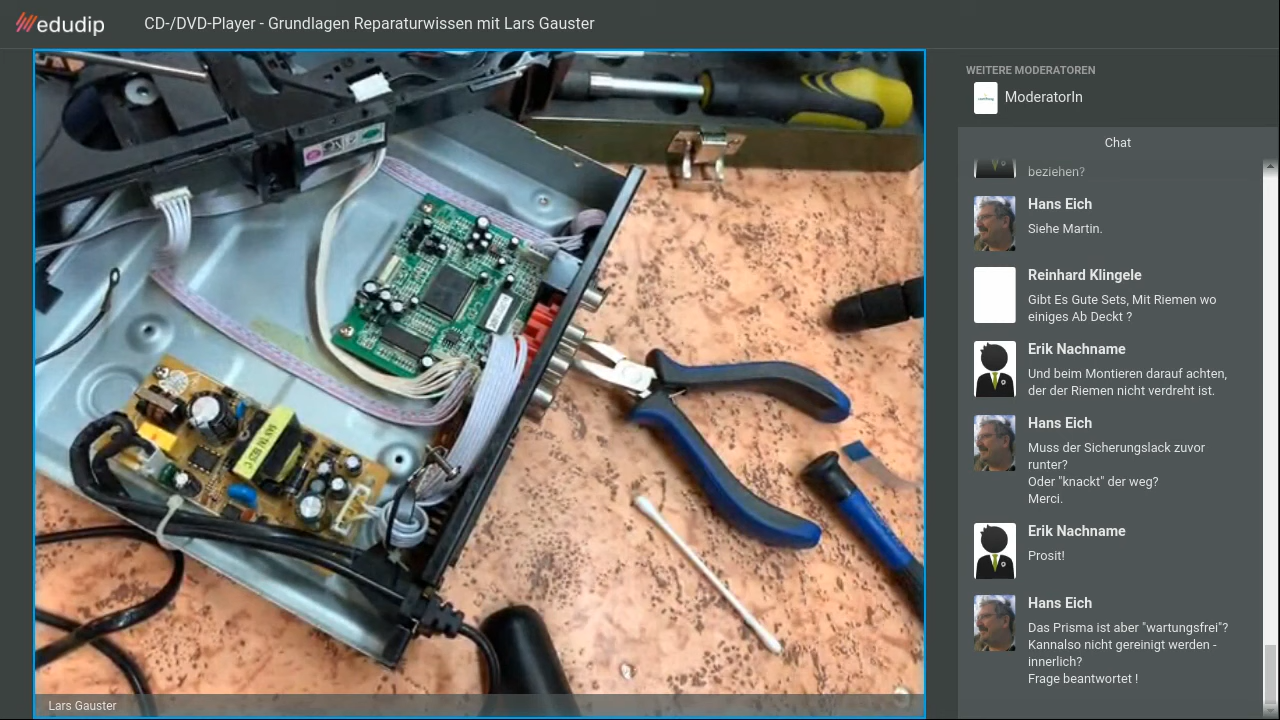 edudip
CD-/DVD-Player - Grundlagen Reparaturwissen mit Lars Gauster
WEITERE MODERATOREN
ModeratorIn
Chat
beziehen?
Hans Eich
Siehe Martin.
Reinhard Klingele
Gibt Es Gute Sets, Mit Riemen wo
einiges Ab Deckt ?
Erik Nachname
Und beim Montieren darauf achten,
der der Riemen nicht verdreht ist.
Hans Eich
Muss der Sicherungslack zuvor
runter?
Oder "knackt" der weg?
Merci.
Erik Nachname
Prosit!
Hans Eich
Das Prisma ist aber "wartungsfrei"?
Kannalso nicht gereinigt werden -
innerlich?
Frage beantwortet !
Lars Gauster